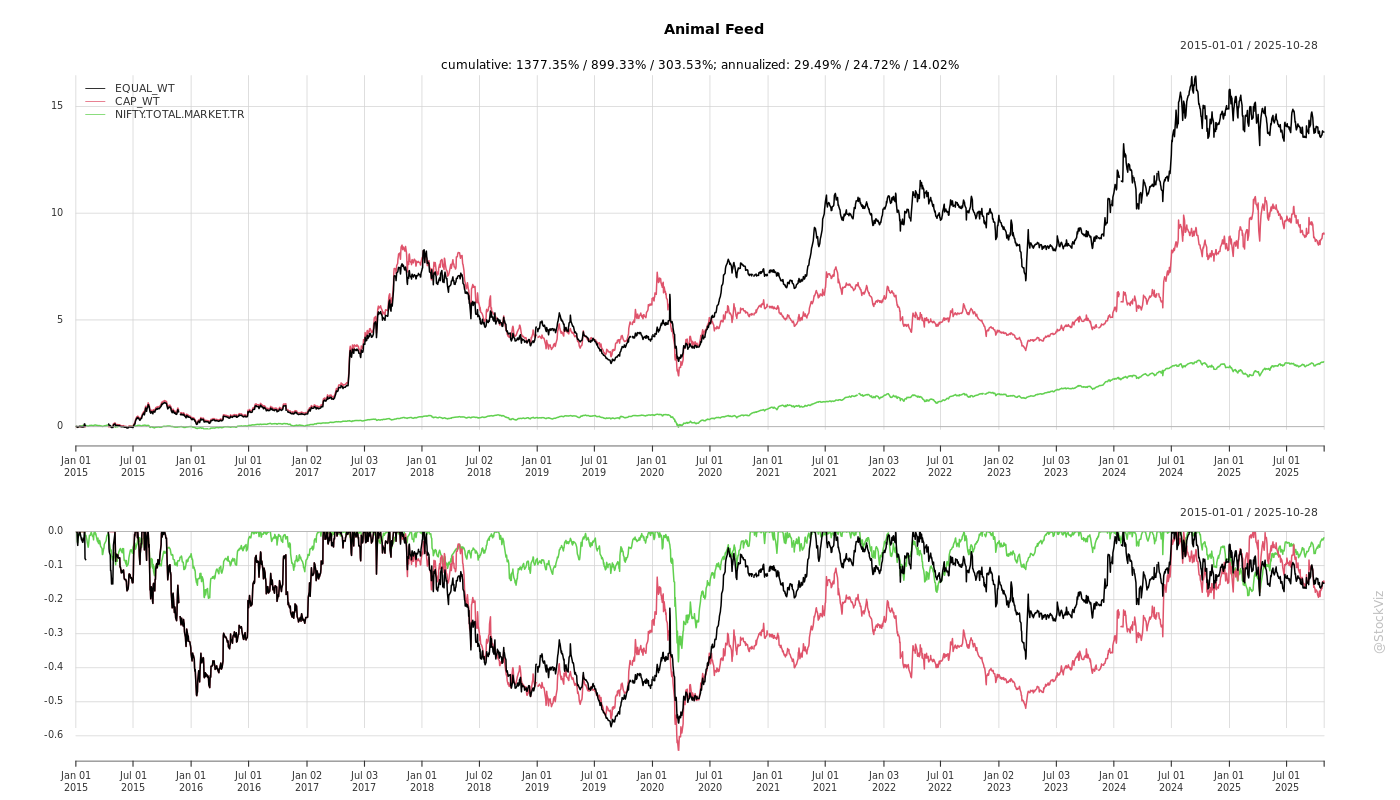 Animal Feed
2015-01-01 / 2025-10-28
cumulative: 1377.35% / 899.33% / 303.53%; annualized: 29.49% / 24.72% / 14.02%
EQUAL_WT
CAP_WT
NIFTY.TOTAL.MARKET.TR
15
10
5
0
Jan 01 Jul 01 Jan 01 Jul 01 Jan 02 Jul 03 Jan 01 Jul 02 Jan 01 Jul 01 Jan 01 Jul 01 Jan 01 Jul 01 Jan 03 Jul 01 Jan 02 Jul 03 Jan 01 Jul 01 Jan 01 Jul 01
2015 2015 2016 2016 2017 2017 2018 2018 2019 2019 2020 2020 2021 2021 2022 2022 2023 2023 2024 2024 2025 2025
2015-01-01 / 2025-10-28
0.0
-0.1
-0.2
-0.3
-0.4
-0.5
-0.6
Jan 01 Jul 01 Jan 01 Jul 01 Jan 02 Jul 03 Jan 01 Jul 02 Jan 01 Jul 01 Jan 01 Jul 01 Jan 01 Jul 01 Jan 03 Jul 01 Jan 02 Jul 03 Jan 01 Jul 01 Jan 01 Jul 01
2015 2015 2016 2016 2017 2017 2018 2018 2019 2019 2020 2020 2021 2021 2022 2022 2023 2023 2024 2024 2025 2025
@StockViz